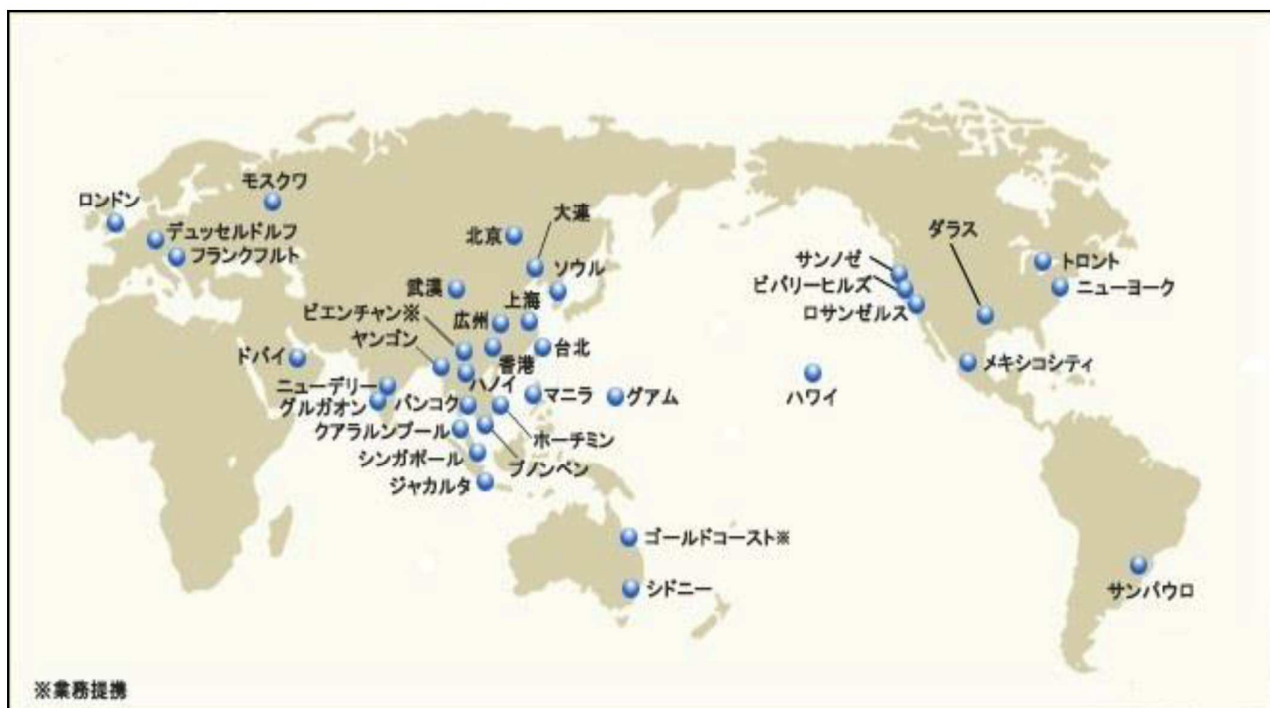 モスクワ
ロンドン
デュッセルドルフ
フランクフルト
大連
北京
ソウル
武漢
上海
ビエンチャン※
広州
ヤンゴン
台北
香港
ドバイ
ハノイ
ニューデリー
グルガオン
バンコク
マニラ
グアム
クアラルンプール
ホーチミン
シンガポール
プノンペン
ジャカルタ
ゴールドコースト※
シドニー
ダラス
サンノゼ
トロント
ビバリーヒルズ
ニューヨーク
ロサンゼルス
メキシコシティ
ハワイ
サンパウロ
※業務提携